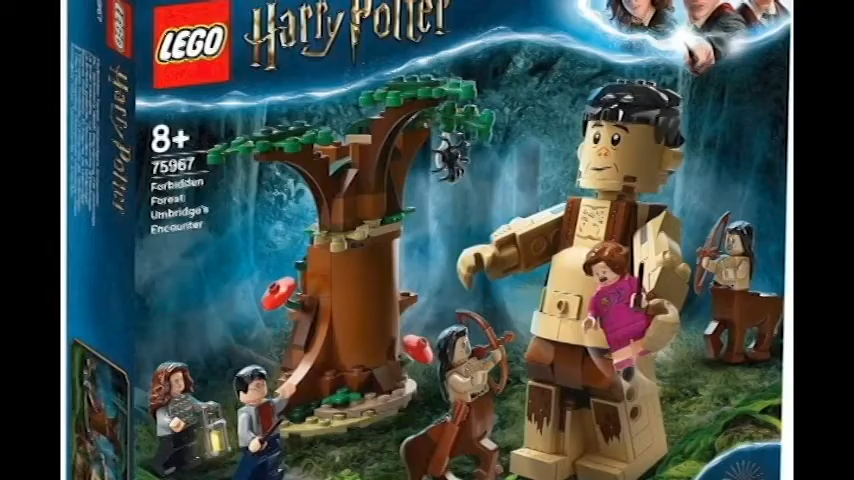 LEGO
Harry Potter
8+
75967
Forbidden
Forest:
Umbridge's
Encounter
LEGO
Harry Potter